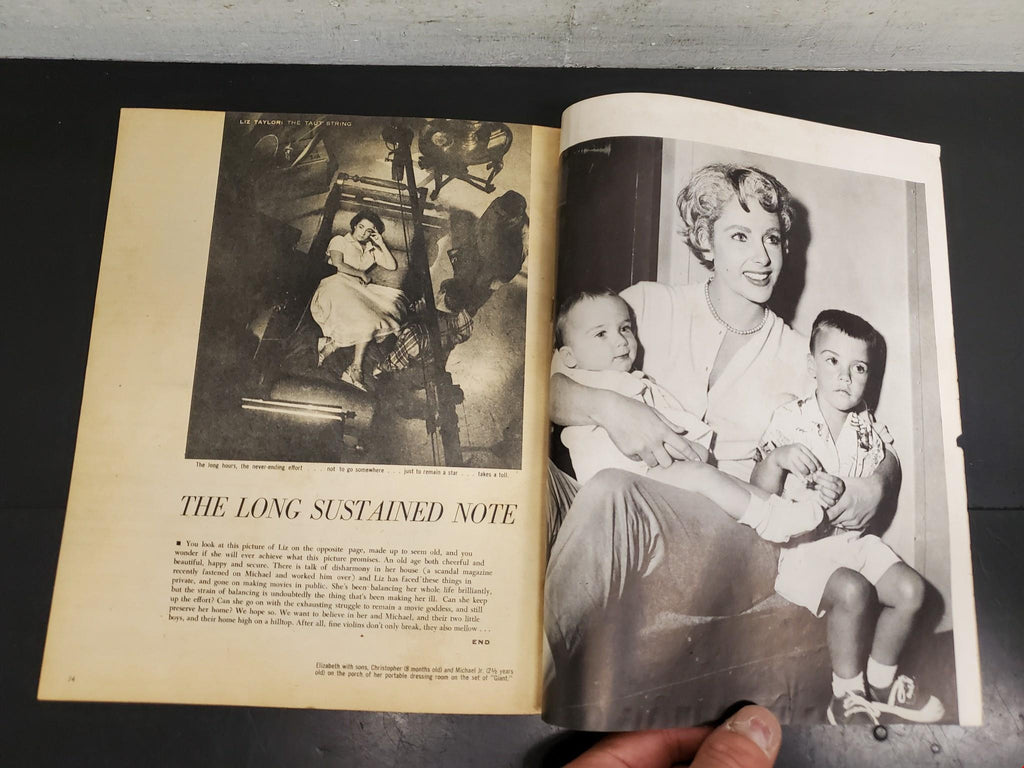 LIZ TAYLOR: THE TAUT STRING
The long hours, the never-ending effort . . . . not to go somewhere . . . just to remain a star . . . . takes a toll.
THE LONG SUSTAINED NOTE
■ You look at this picture of Liz on the opposite page, made up to seem old, and you
wonder if she will ever achieve what this picture promises. An old age both cheerful and
beautiful, happy and secure. There is talk of disharmony in her house (a scandal magazine
recently fastened on Michael and worked him over) and Liz has faced these things in
private, and gone on making movies in public. She's been balancing her whole life brilliantly,
but the strain of balancing is undoubtedly the thing that's been making her ill. Can she keep
up the effort? Can she go on with the exhausting struggle to remain a movie goddess, and still
preserve her home? We hope so. We want to believe in her and Michael, and their two little
boys, and their home high on a hilltop. After all, fine violins don't only break, they also mellow . . .
END
Elizabeth with sons, Christopher (8 months old) and Michael Jr. (2½ years
old) on the porch of her portable dressing room on the set of "Giant."